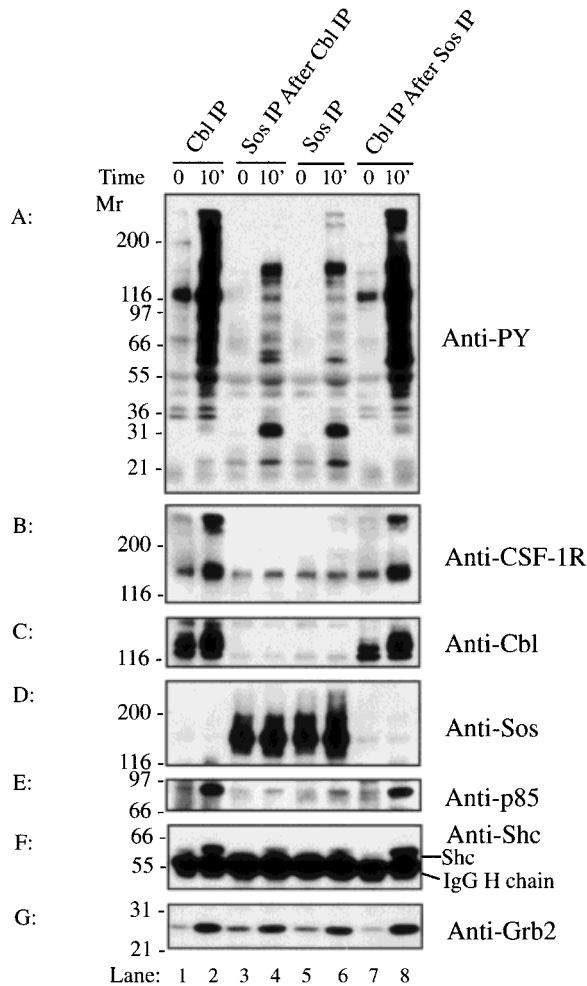 Cbl IP
Sos IP After Cbl IP
Sos IP
Cbl IP After Sos IP
Time 0 10' 0 10' 0 10' 0 10'
Mr
A:
200 -
116 -
97 -
66 -
55 -
36 -
31 -
21 -
Anti-PY
B:
200 -
116 -
Anti-CSF-1R
C:
116 -
Anti-Cbl
D:
200 -
116 -
Anti-Sos
E:
97 -
66 -
Anti-p85
F:
66 -
55 -
Anti-Shc
Shc
IgG H chain
G:
31 -
21 -
Anti-Grb2
Lane: 1 2 3 4 5 6 7 8